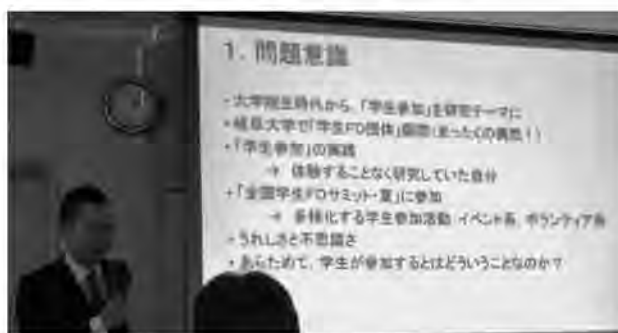 1. 問題意識
・大学院生時代から、「学生参加」を研究テーマに
・岐阜大学で「学生FD団体」顧問(まったくの偶然!)
・「学生参加」の実践
→ 体験することなく研究していた自分
・「全国学生FDサミット・夏」に参加
→ 多様化する学生参加活動 イベント系、ボランティア系
・うれしさと不思議さ
・あらためて、学生が参加するとはどういうことなのか?